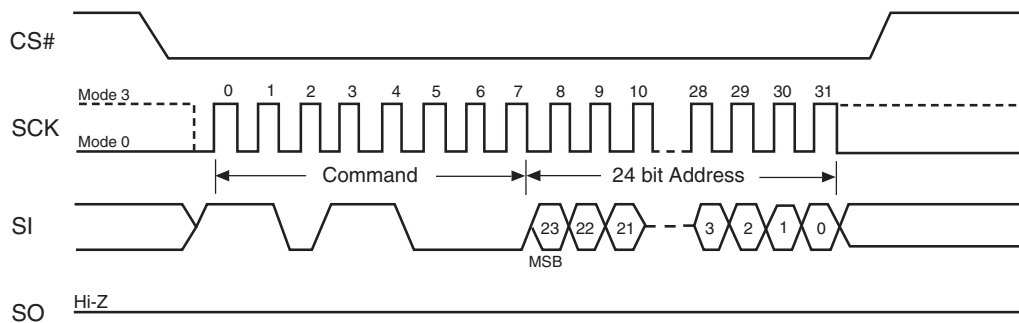 CS#
Mode 3
0 1 2 3 4 5 6 7 8 9 10 28 29 30 31
SCK
Mode 0
Command 24 bit Address
SI
23 22 21 3 2 1 0
MSB
Hi-Z
SO